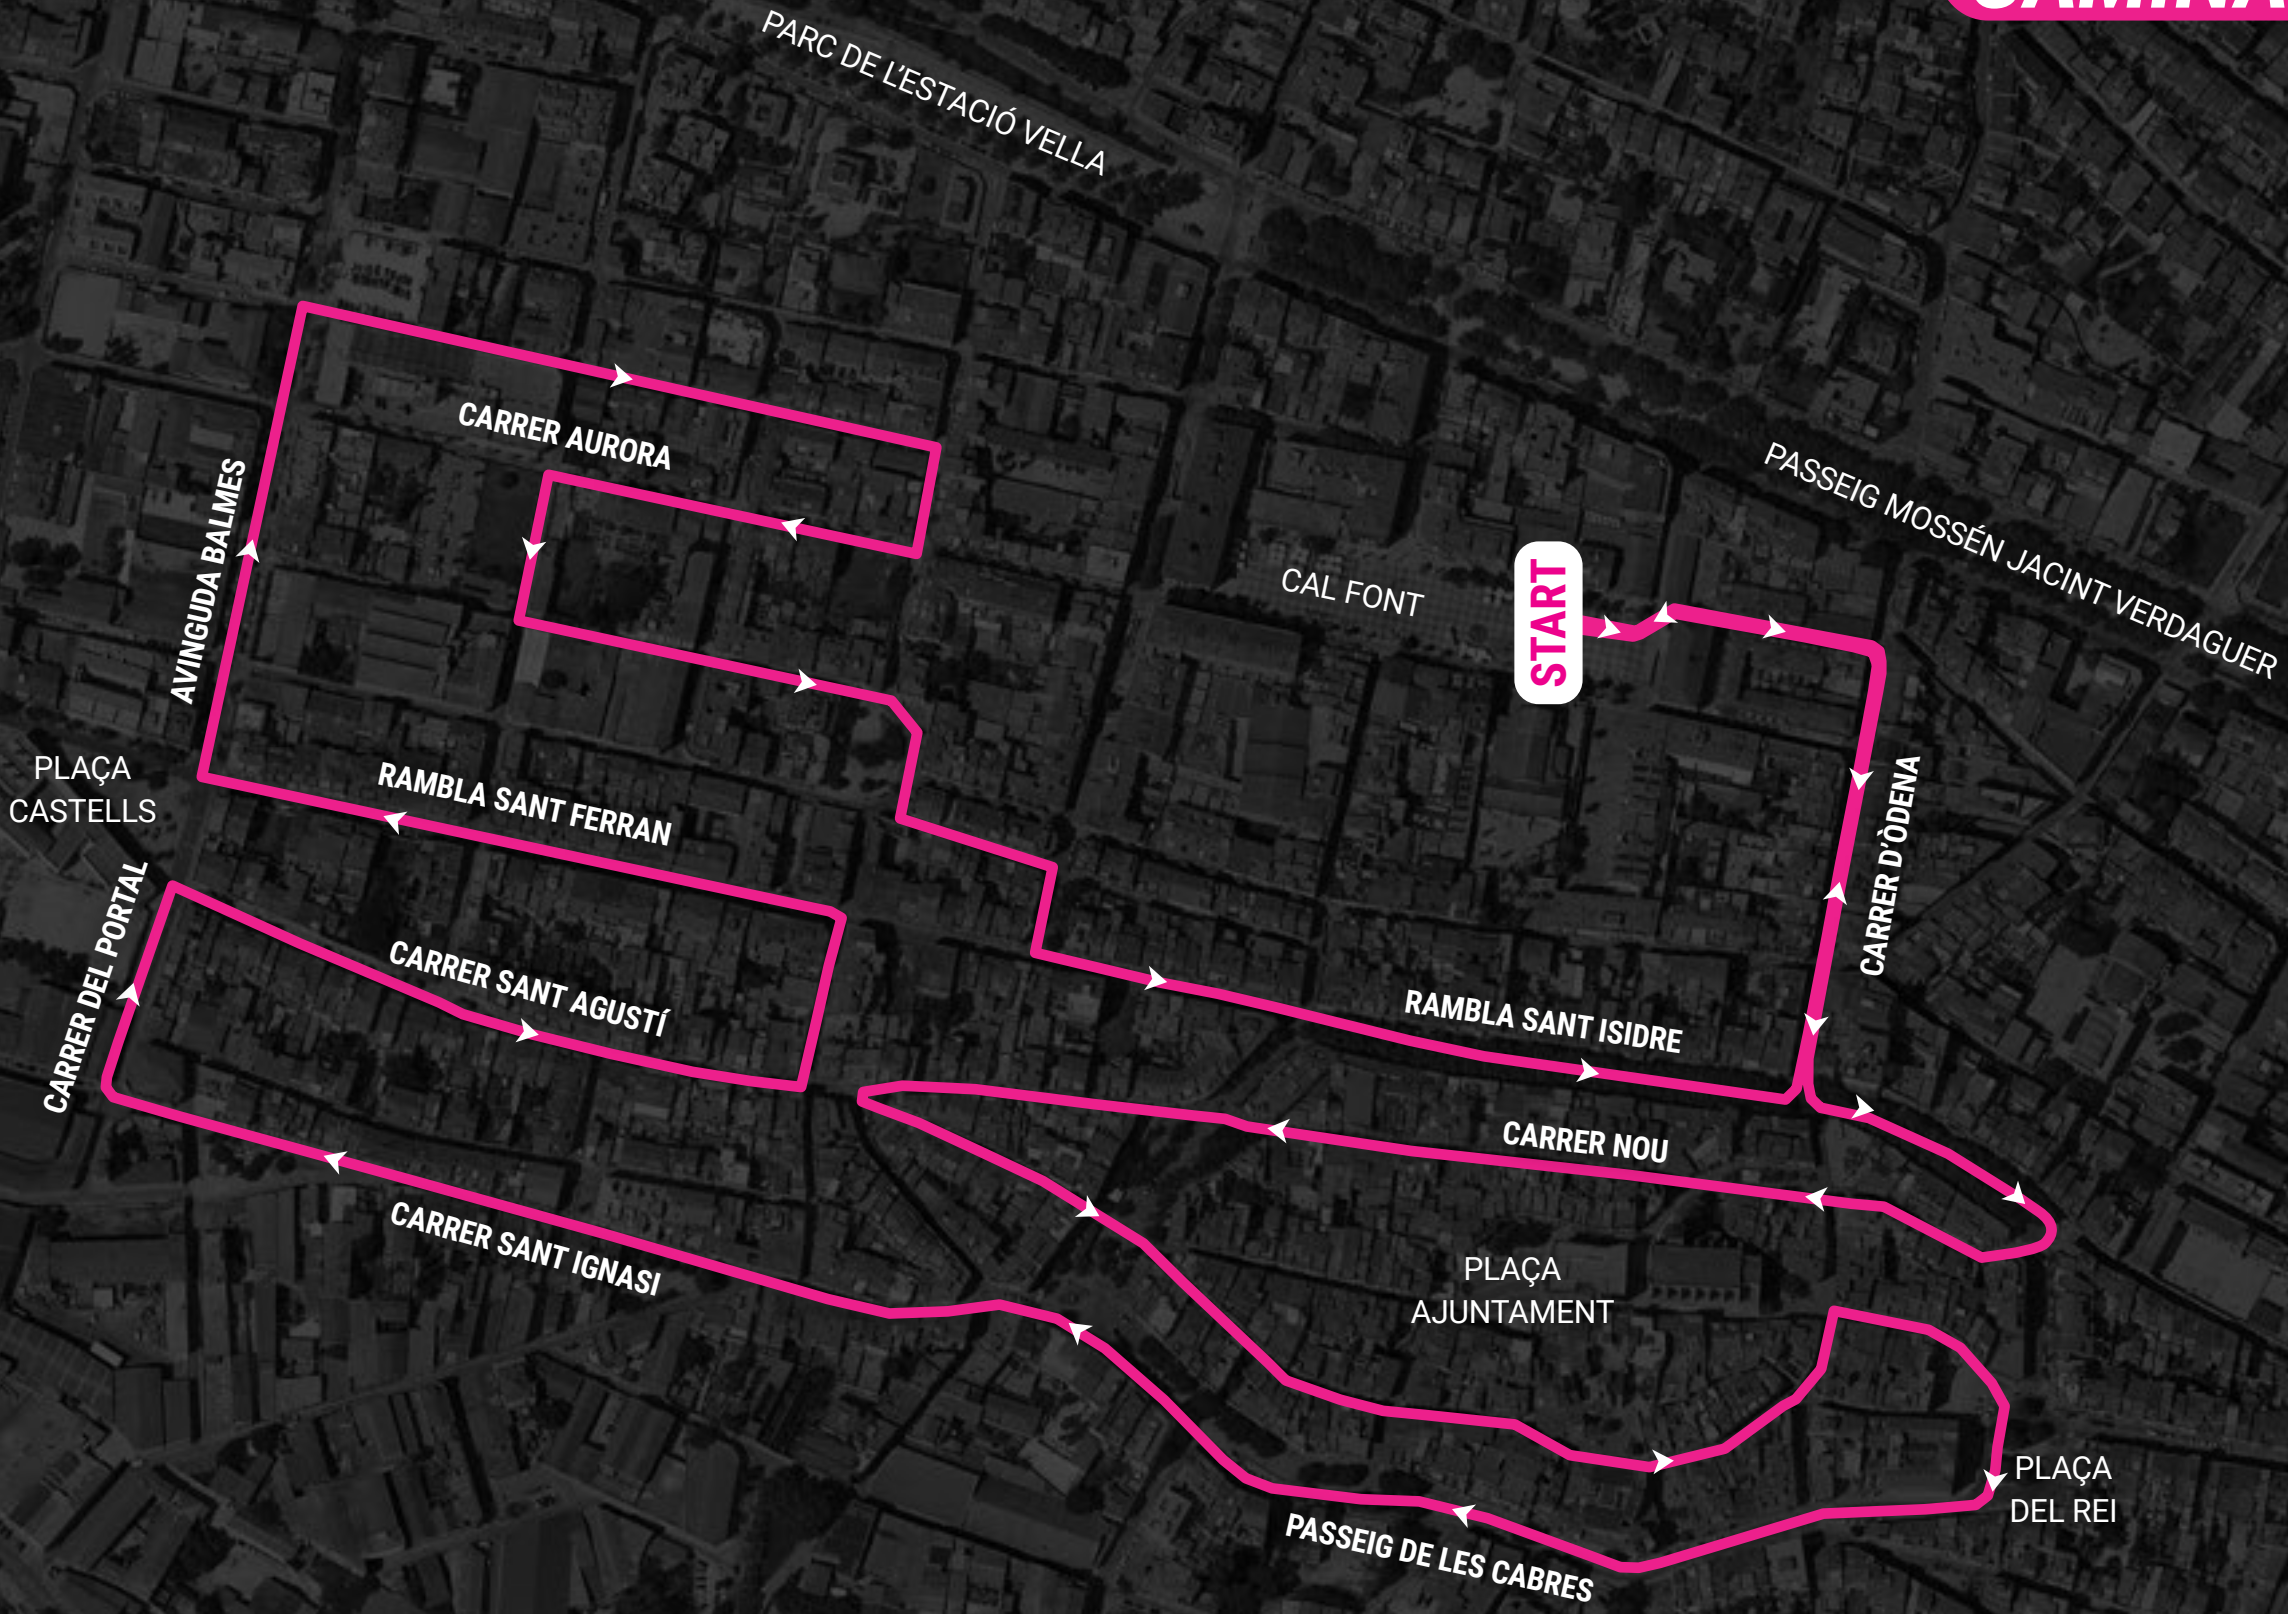 PARC DE L'ESTACIÓ VELLA
CARRER AURORA
PASSEIG MOSSÉN JACINT VERDAGUER
AVINGUDA BALMES
CAL FONT
START
PLAÇA
CASTELLS
RAMBLA SANT FERRAN
CARRER D'ÒDENA
CARRER DEL PORTAL
CARRER SANT AGUSTÍ
RAMBLA SANT ISIDRE
CARRER NOU
CARRER SANT IGNASI
PLAÇA
AJUNTAMENT
PLAÇA
DEL REI
PASSEIG DE LES CABRES